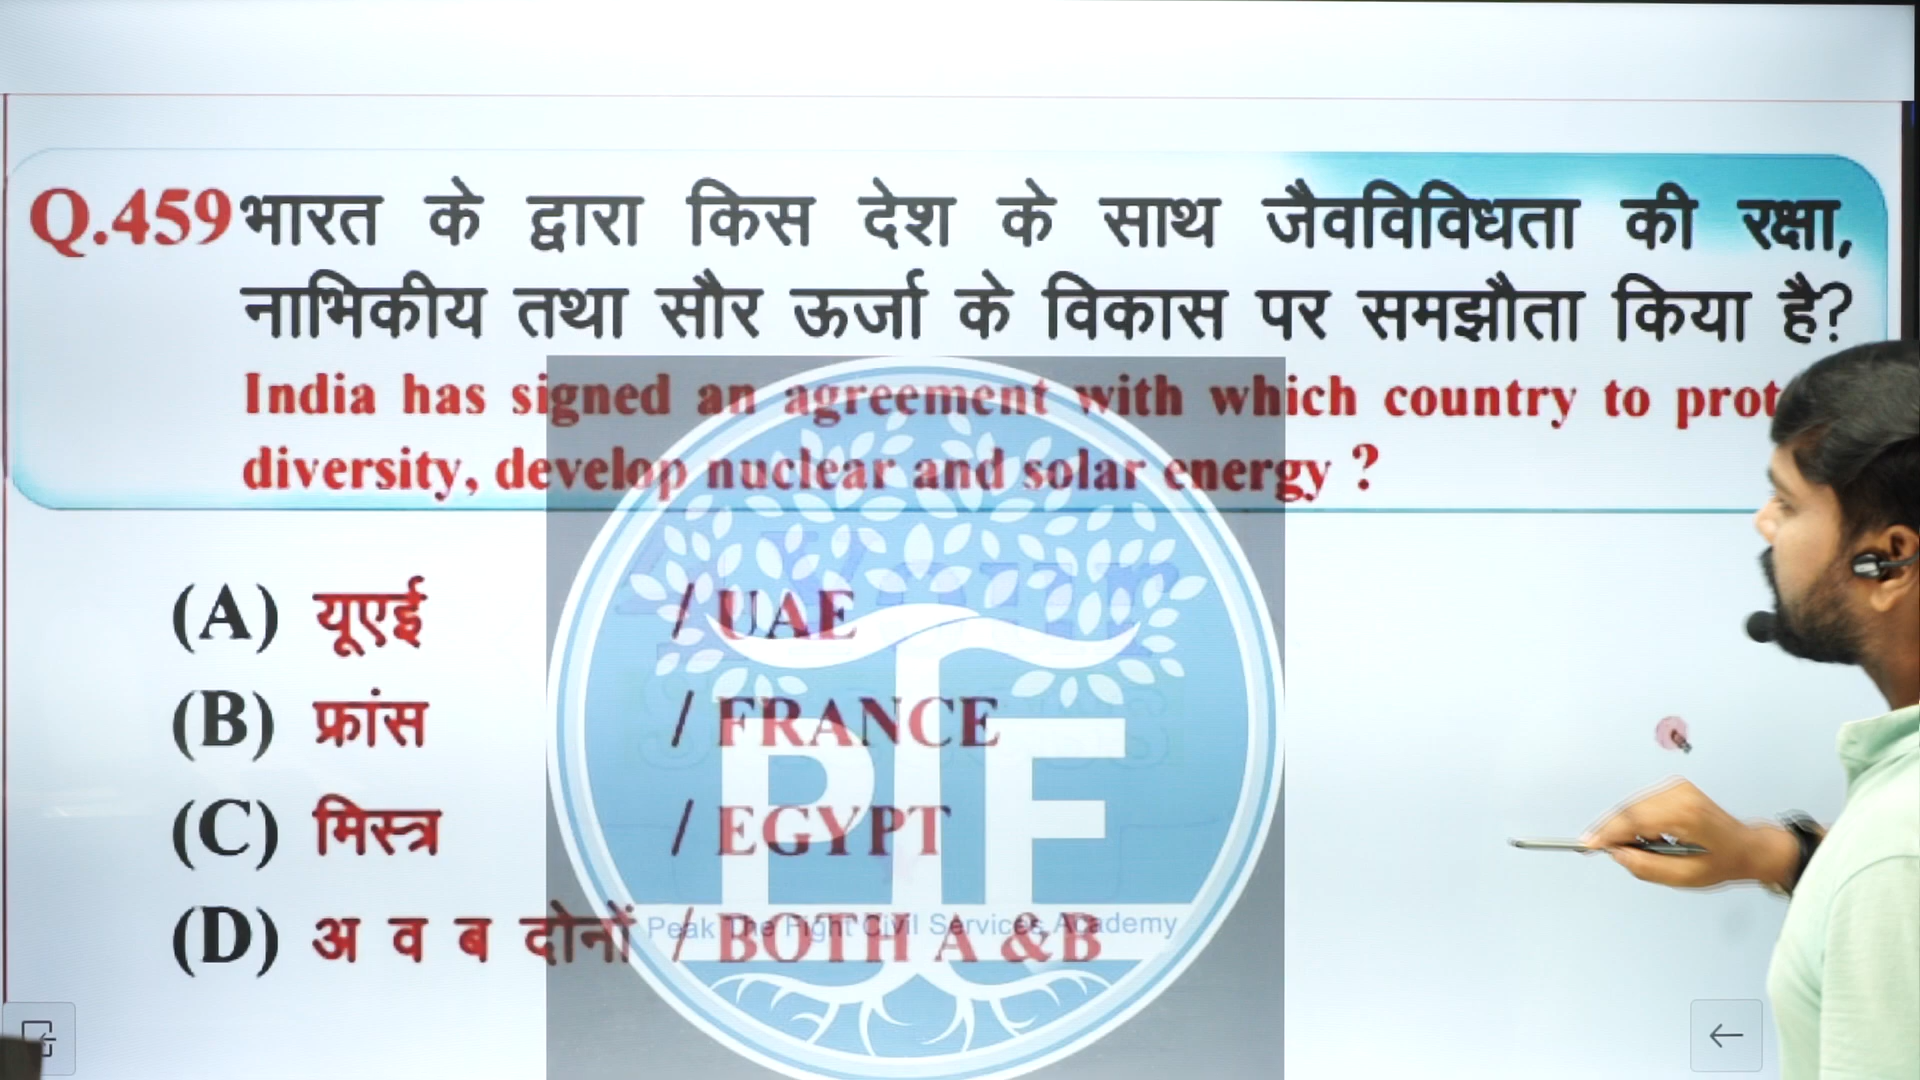 Q.459 भारत के द्वारा किस देश के साथ जैवविविधता की रक्षा,
नाभिकीय तथा सौर ऊर्जा के विकास पर समझौता किया है?
India has signed an agreement with which country to
diversity, develop nuclear and solar energy ?
(A) यूएई / UAE
(B) फ्रांस / FRANCE
(C) मिस्त्र / EGYPT
(D) अ व ब दोनों / BOTH A &B
PTF
Peak The Fight Civil Services Academy